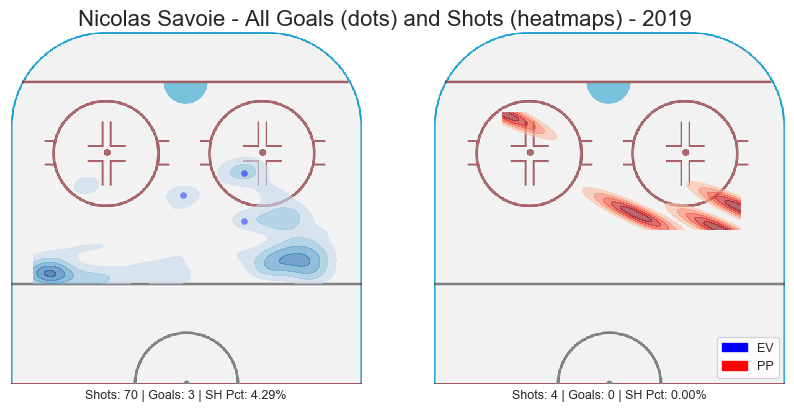 Nicolas Savoie - All Goals (dots) and Shots (heatmaps) - 2019
EV
PP
Shots: 70 | Goals: 3 | SH Pct: 4.29%
Shots: 4 | Goals: 0 | SH Pct: 0.00%